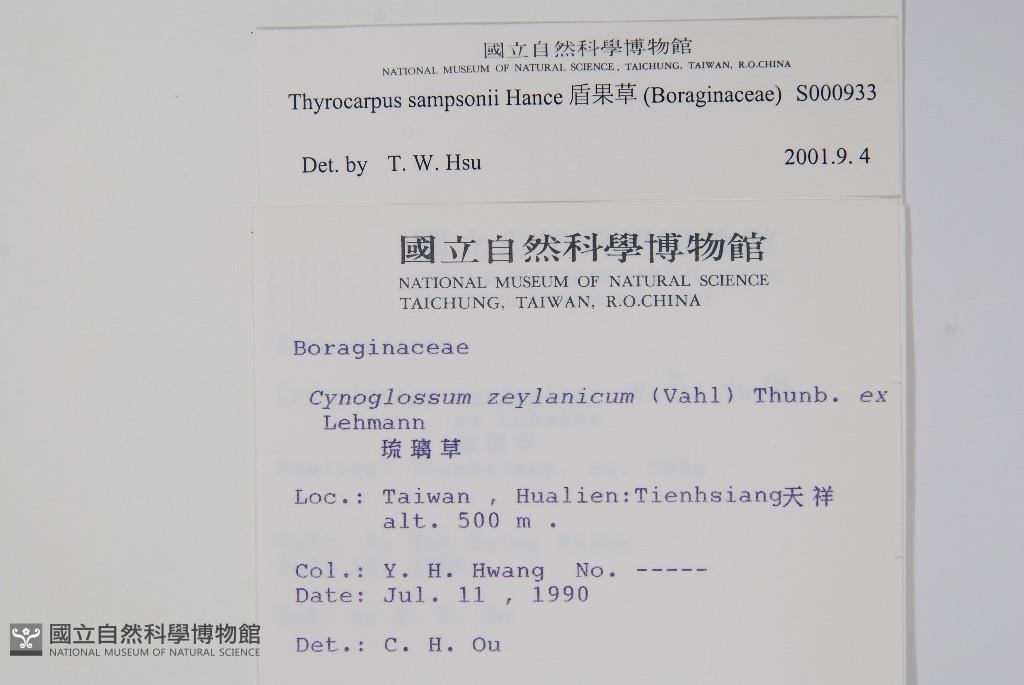 國立自然科學博物館
NATIONAL MUSEUM OF NATURAL SCIENCE, TAICHUNG, TAIWAN, R.O.CHINA
Thyrocarpus sampsonii Hance 盾果草 (Boraginaceae) S000933
Det. by T. W. Hsu 2001.9. 4
國立自然科學博物館
NATIONAL MUSEUM OF NATURAL SCIENCE
TAICHUNG, TAIWAN, R.O.CHINA
Boraginaceae
Cynoglossum zeylanicum (Vahl) Thunb. ex
Lehmann
琉璃草
Loc.: Taiwan , Hualien:Tienhsiang天祥
alt. 500 m .
Col.: Y. H. Hwang No. -----
Date: Jul. 11 , 1990
Det.: C. H. Ou
國立自然科學博物館
NATIONAL MUSEUM OF NATURAL SCIENCE